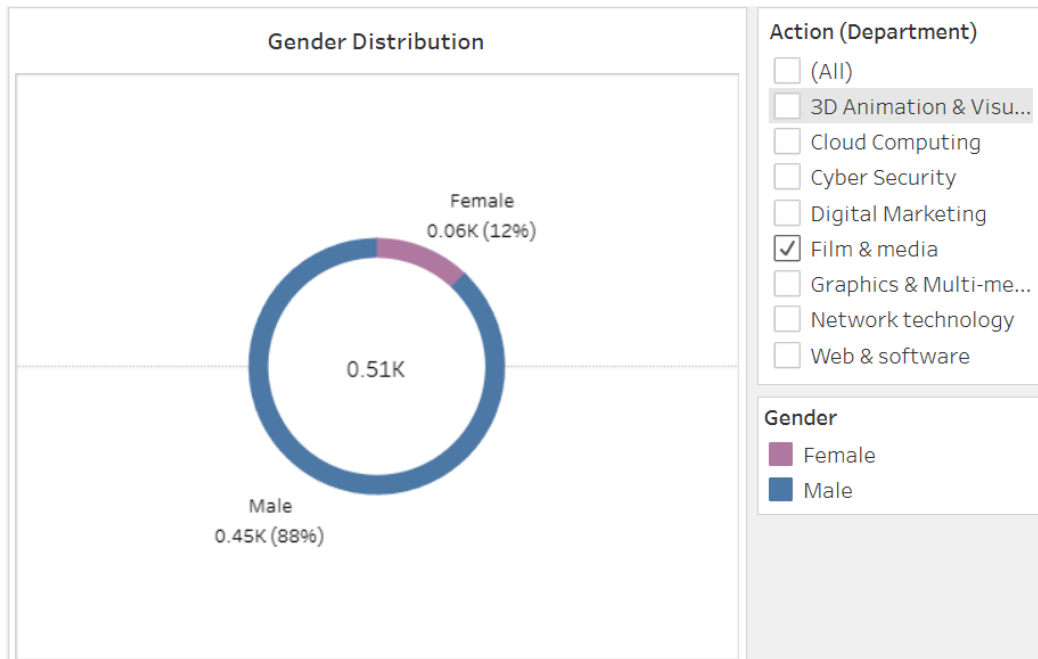 Gender Distribution
Female
0.06K (12%)
0.51K
Male
0.45K (88%)
Action (Department)
(All)
3D Animation & Visu...
Cloud Computing
Cyber Security
Digital Marketing
Film & media
Graphics & Multi-me...
Network technology
Web & software
Gender
Female
Male